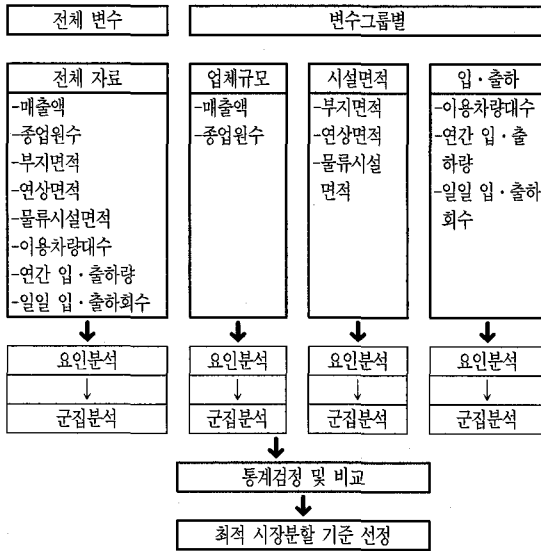 전체 변수
변수그룹별
전체 자료
-매출액
-종업원수
-부지면적
-연상면적
-물류시설면적
-이용차량대수
-연간 입·출하량
-일일 입·출하회수
업체규모
-매출액
-종업원수
시설면적
-부지면적
-연상면적
-물류시설
면적
입·출하
-이용차량대수
-연간 입·출
하량
-일일 입·출하
회수
요인분석
군집분석
요인분석
군집분석
요인분석
군집분석
요인분석
군집분석
통계검정 및 비교
최적 시장분할 기준 선정